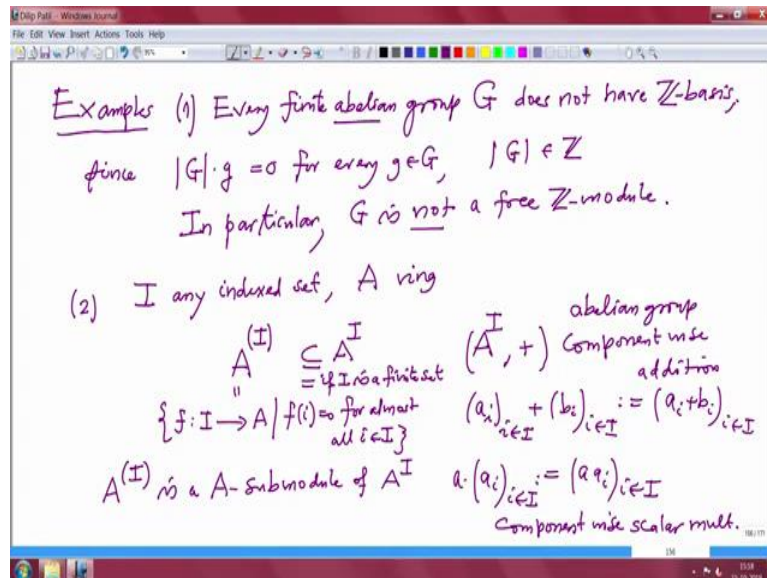 Dilip Patil - Windows Journal
File Edit View Insert Actions Tools Help
Examples (1) Every finite abelian group G does not have ℤ-basis,
since |G|·g = 0 for every g∈G, |G| ∈ ℤ
In particular, G is not a free ℤ-module.
(2) I any indexed set, A ring
A^(I) ⊆ A^I
= if I is a finite set
(A^I, +) abelian group
Component wise
addition
=
{f: I → A | f(i)=0 for almost
all i∈I}
(a_i)_{i∈I} + (b_i)_{i∈I} := (a_i+b_i)_{i∈I}
A^(I) is a A-submodule of A^I
a·(a_i)_{i∈I} := (a a_i)_{i∈I}
Component wise scalar mult.
156
15:58